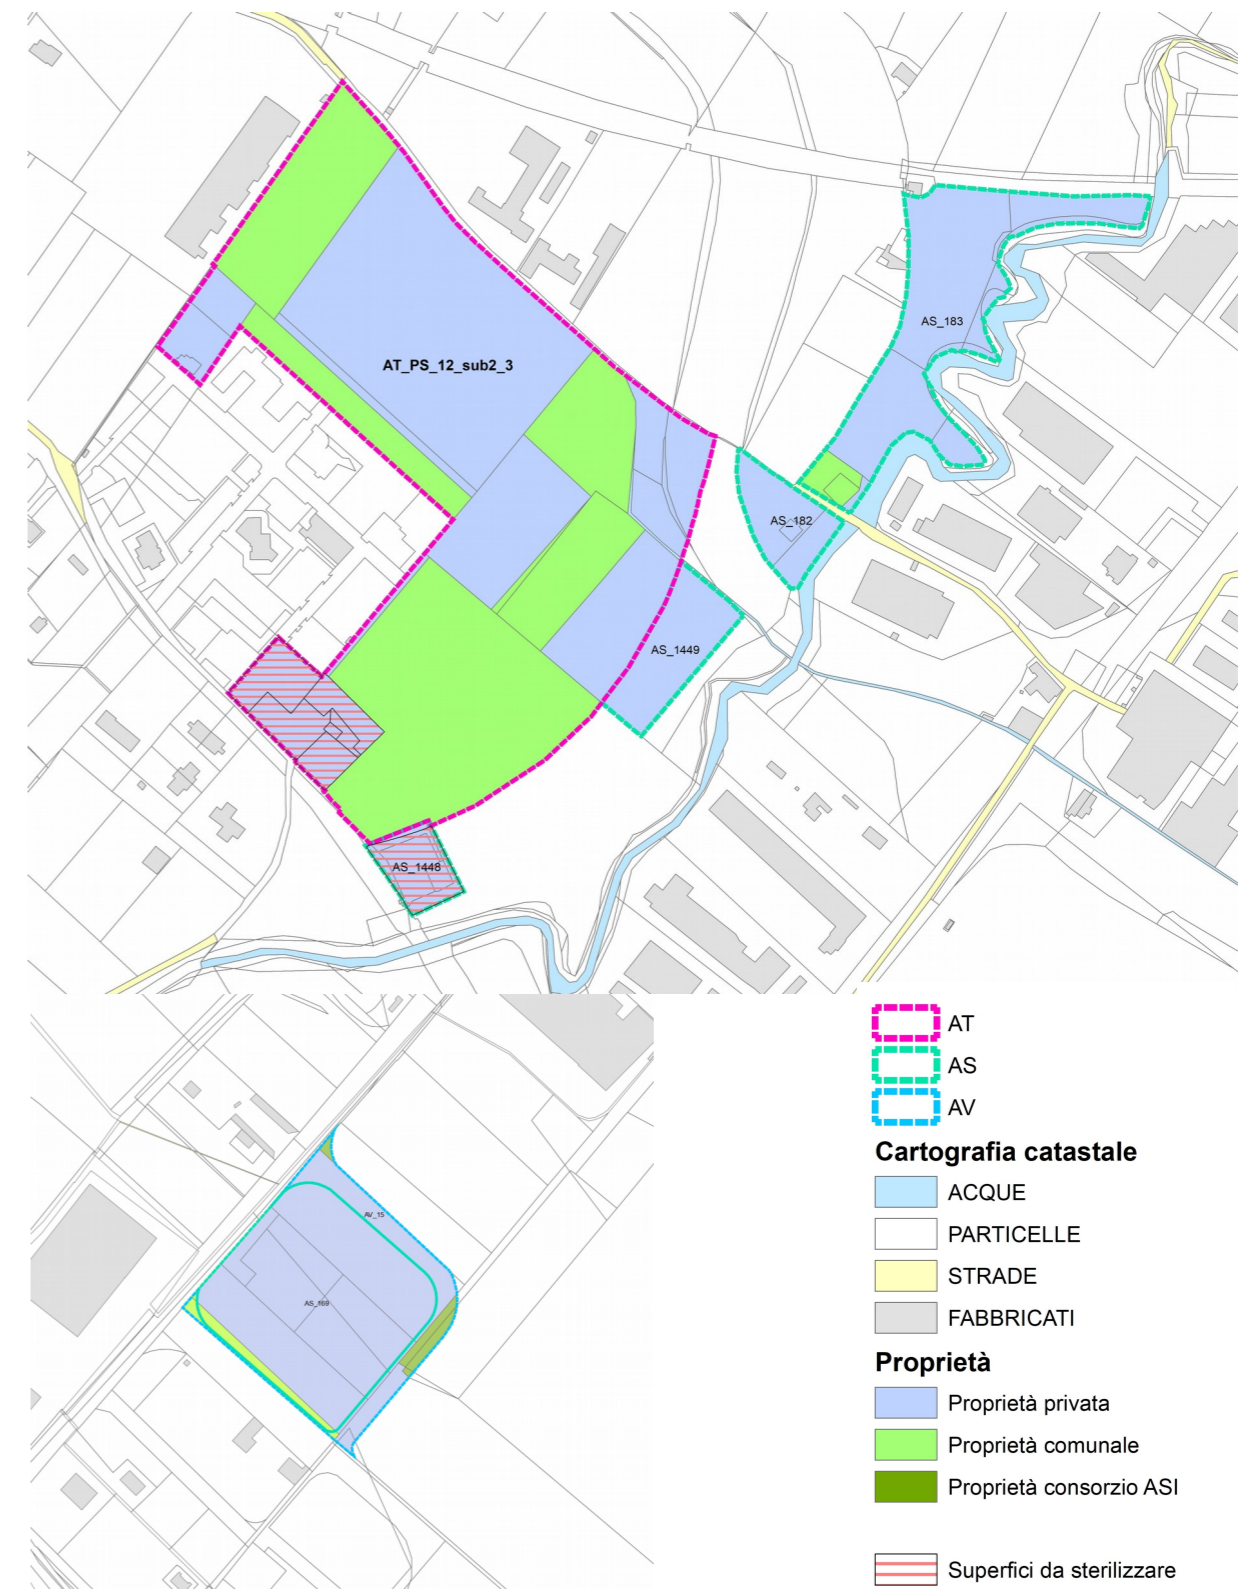 AT_PS_12_sub2_3
AS_183
AS_182
AS_1449
AS_1448
AV_15
AS_169
AT
AS
AV
Cartografia catastale
ACQUE
PARTICELLE
STRADE
FABBRICATI
Proprietà
Proprietà privata
Proprietà comunale
Proprietà consorzio ASI
Superfici da sterilizzare